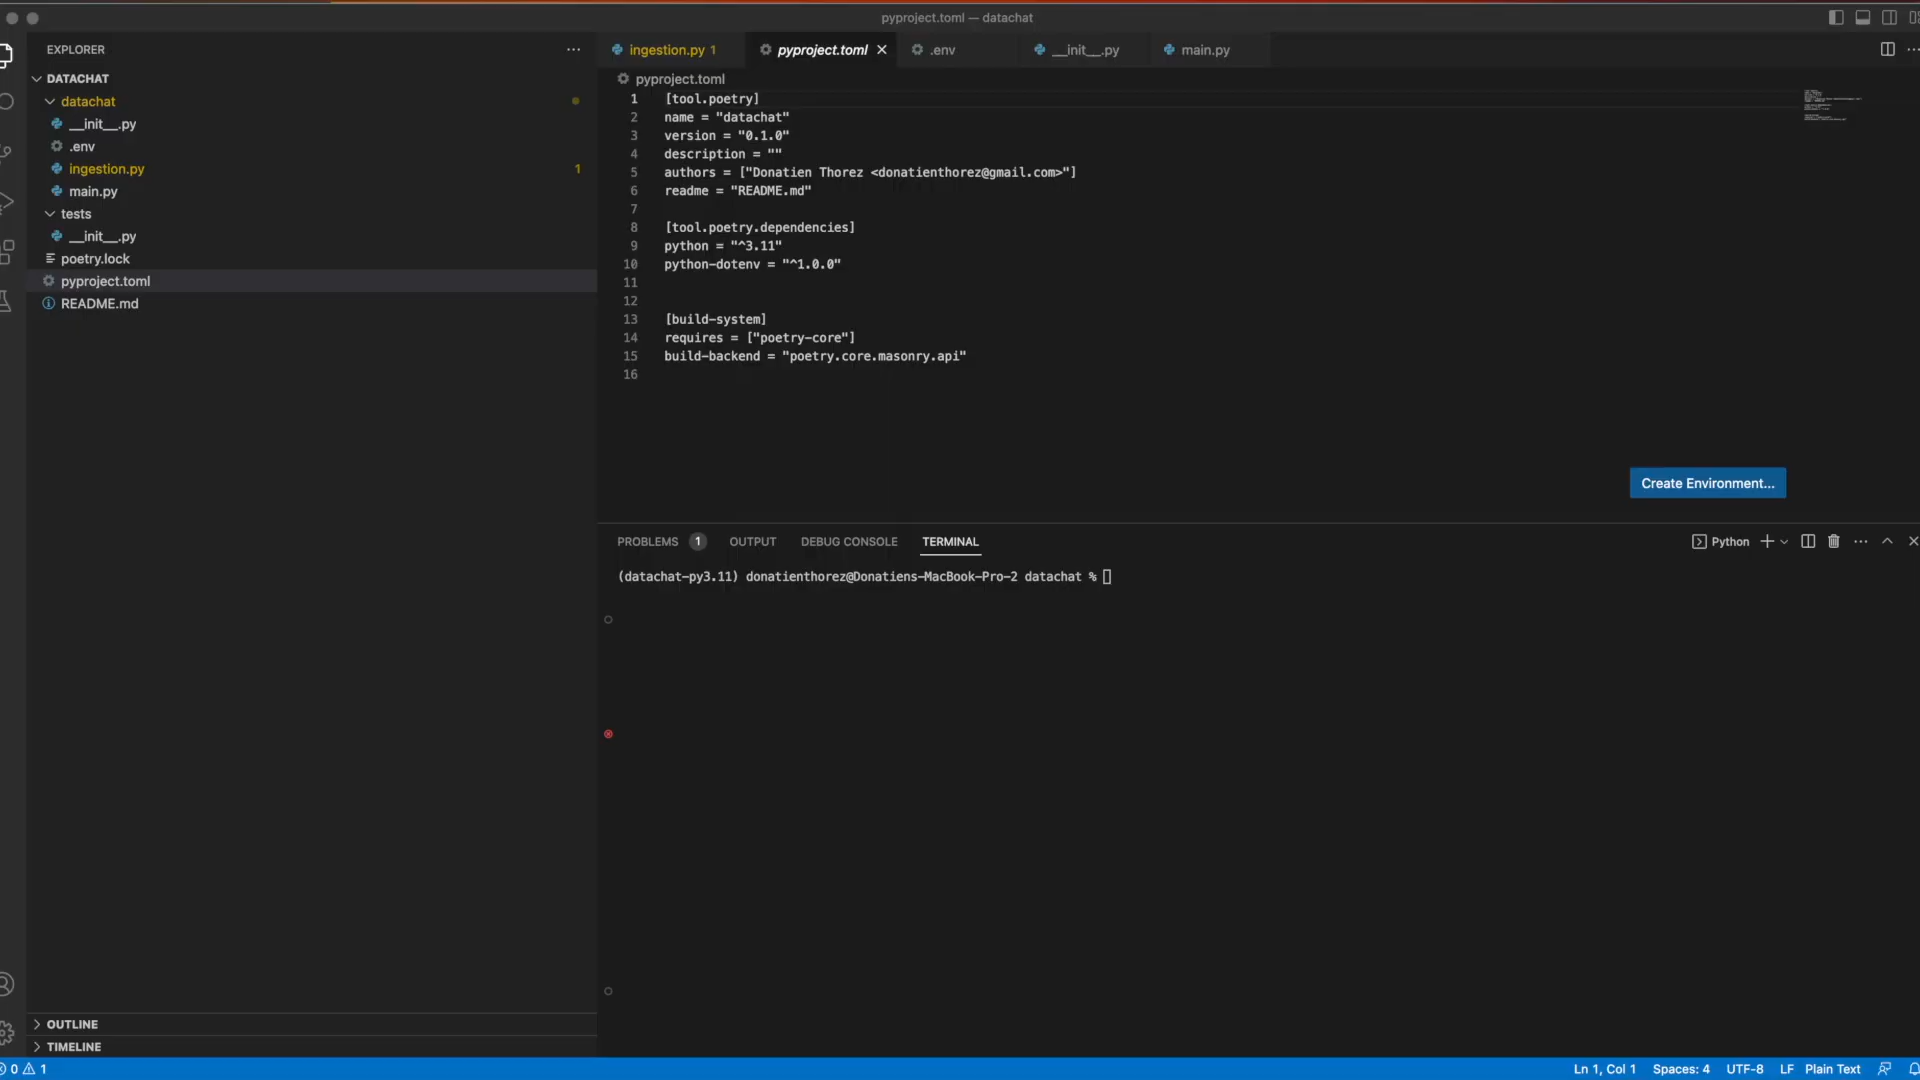 pyproject.toml — datachat
EXPLORER
DATACHAT
datachat
__init__.py
.env
ingestion.py 1
main.py
tests
__init__.py
poetry.lock
pyproject.toml
README.md
OUTLINE
TIMELINE
ingestion.py 1
pyproject.toml
.env
__init__.py
main.py
pyproject.toml
1 [tool.poetry]
2 name = "datachat"
3 version = "0.1.0"
4 description = ""
5 authors = ["Donatien Thorez <donatienthorez@gmail.com>"]
6 readme = "README.md"
7
8 [tool.poetry.dependencies]
9 python = "^3.11"
10 python-dotenv = "^1.0.0"
11
12
13 [build-system]
14 requires = ["poetry-core"]
15 build-backend = "poetry.core.masonry.api"
16
Create Environment...
PROBLEMS 1 OUTPUT DEBUG CONSOLE TERMINAL
Python
(datachat-py3.11) donatienthorez@Donatiens-MacBook-Pro-2 datachat %
0 1
Ln 1, Col 1 Spaces: 4 UTF-8 LF Plain Text